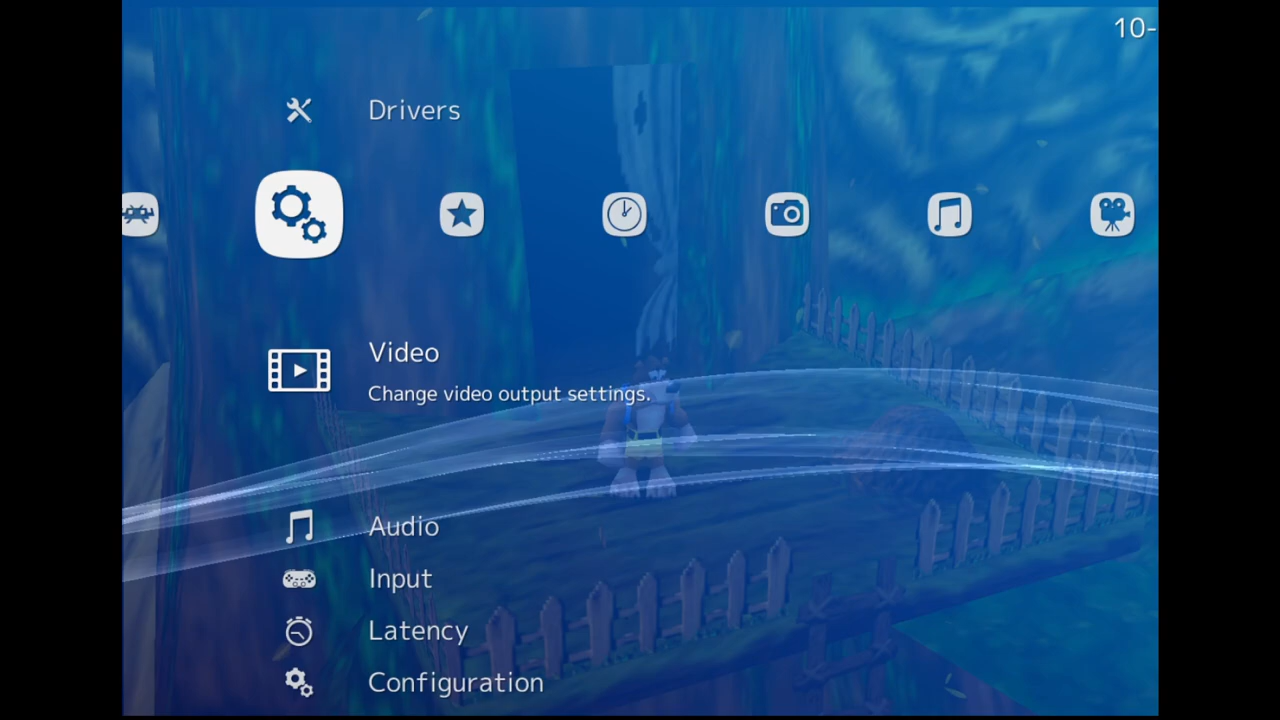 10-
Drivers
Video
Change video output settings.
Audio
Input
Latency
Configuration